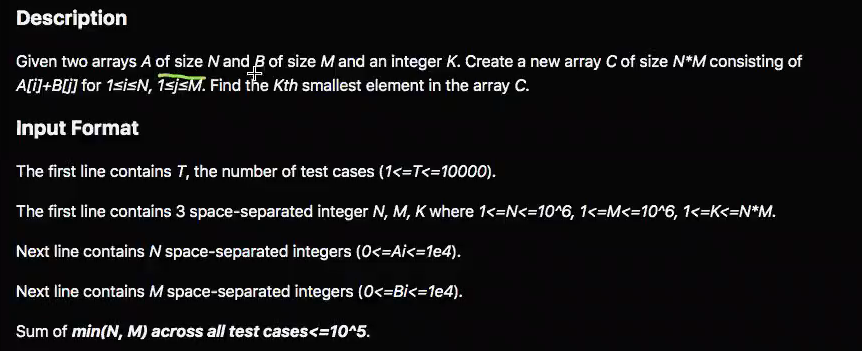 Description
Given two arrays A of size N and B of size M and an integer K. Create a new array C of size N*M consisting of
A[i]+B[j] for 1≤i≤N, 1≤j≤M. Find the Kth smallest element in the array C.
Input Format
The first line contains T, the number of test cases (1<=T<=10000).
The first line contains 3 space-separated integer N, M, K where 1<=N<=10^6, 1<=M<=10^6, 1<=K<=N*M.
Next line contains N space-separated integers (0<=Ai<=1e4).
Next line contains M space-separated integers (0<=Bi<=1e4).
Sum of min(N, M) across all test cases<=10^5.